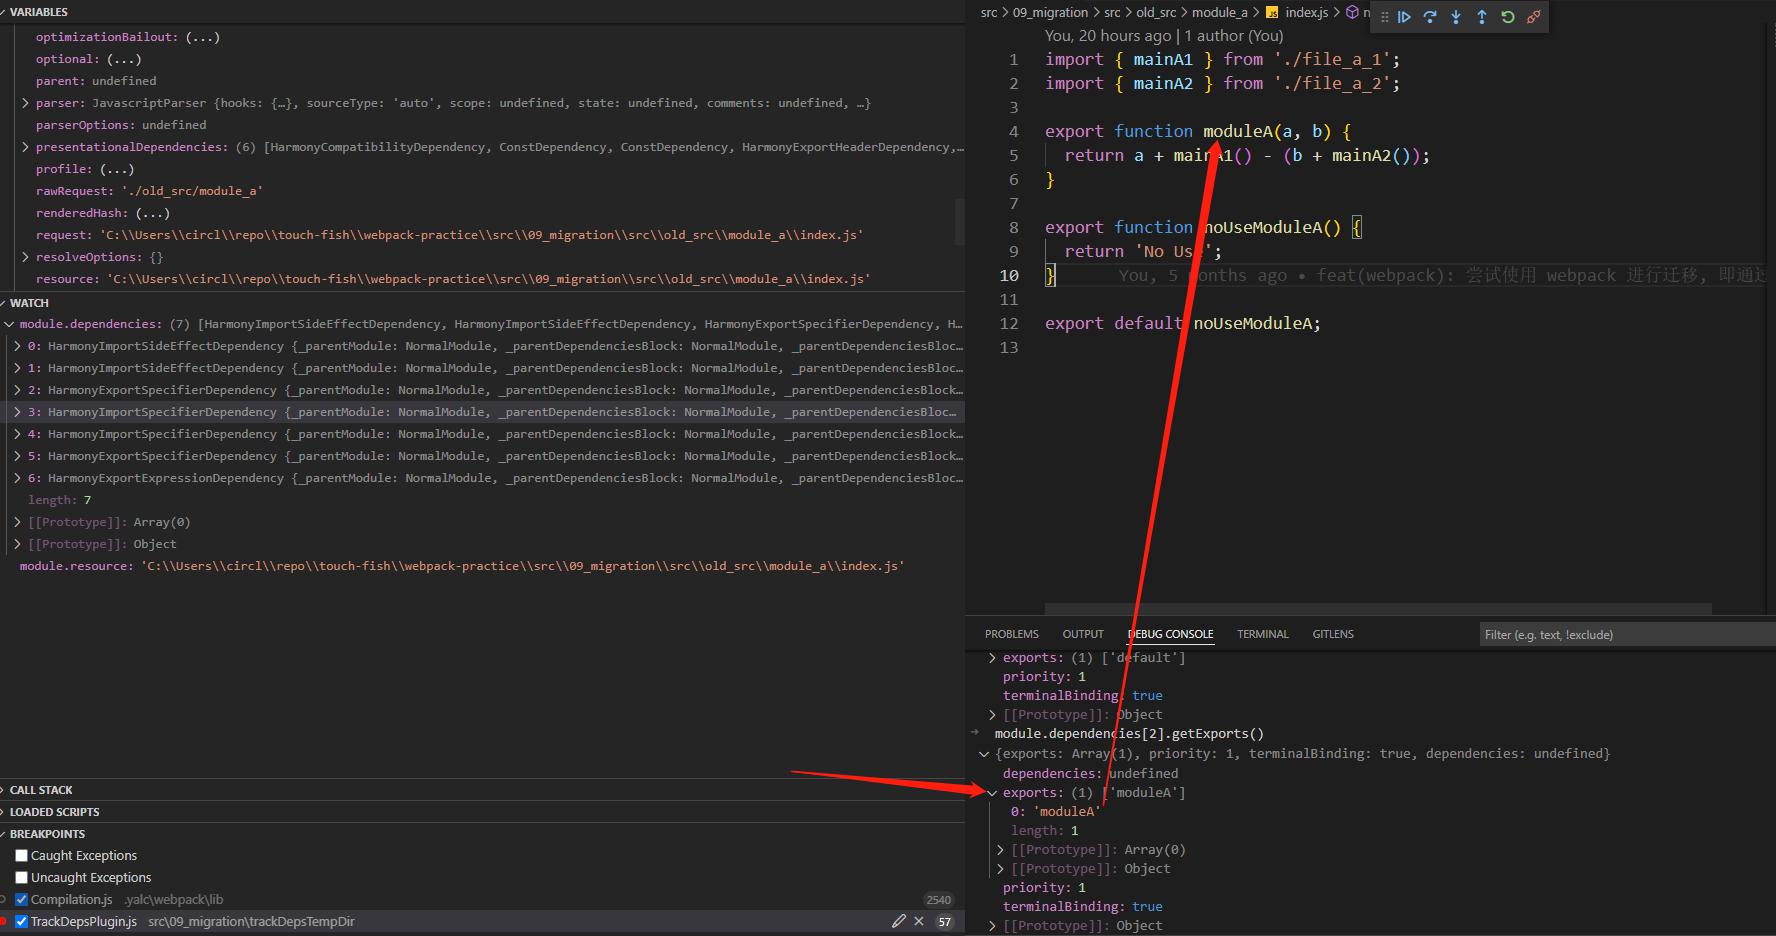 VARIABLES
optimizationBailout: (...)
optional: (...)
parent: undefined
parser: JavascriptParser {hooks: {…}, sourceType: 'auto', scope: undefined, state: undefined, comments: undefined, …}
parserOptions: undefined
presentationalDependencies: (6) [HarmonyCompatibilityDependency, ConstDependency, ConstDependency, HarmonyExportHeaderDependency,…
profile: (...)
rawRequest: './old_src/module_a'
renderedHash: (...)
request: 'C:\\Users\\circl\\repo\\touch-fish\\webpack-practice\\src\\09_migration\\src\\old_src\\module_a\\index.js'
resolveOptions: {}
resource: 'C:\\Users\\circl\\repo\\touch-fish\\webpack-practice\\src\\09_migration\\src\\old_src\\module_a\\index.js'
WATCH
module.dependencies: (7) [HarmonyImportSideEffectDependency, HarmonyImportSideEffectDependency, HarmonyExportSpecifierDependency, H…
0: HarmonyImportSideEffectDependency {_parentModule: NormalModule, _parentDependenciesBlock: NormalModule, _parentDependenciesBloc…
1: HarmonyImportSideEffectDependency {_parentModule: NormalModule, _parentDependenciesBlock: NormalModule, _parentDependenciesBloc…
2: HarmonyExportSpecifierDependency {_parentModule: NormalModule, _parentDependenciesBlock: NormalModule, _parentDependenciesBlock…
3: HarmonyImportSpecifierDependency {_parentModule: NormalModule, _parentDependenciesBlock: NormalModule, _parentDependenciesBloc…
4: HarmonyImportSpecifierDependency {_parentModule: NormalModule, _parentDependenciesBlock: NormalModule, _parentDependenciesBlock…
5: HarmonyExportSpecifierDependency {_parentModule: NormalModule, _parentDependenciesBlock: NormalModule, _parentDependenciesBlock…
6: HarmonyExportExpressionDependency {_parentModule: NormalModule, _parentDependenciesBlock: NormalModule, _parentDependenciesBloc…
length: 7
[[Prototype]]: Array(0)
[[Prototype]]: Object
module.resource: 'C:\\Users\\circl\\repo\\touch-fish\\webpack-practice\\src\\09_migration\\src\\old_src\\module_a\\index.js'
CALL STACK
LOADED SCRIPTS
BREAKPOINTS
Caught Exceptions
Uncaught Exceptions
Compilation.js .yalc\webpack\lib 2540
TrackDepsPlugin.js src\09_migration\trackDepsTempDir 57
src > 09_migration > src > old_src > module_a > JS index.js >
You, 20 hours ago | 1 author (You)
1 import { mainA1 } from './file_a_1';
2 import { mainA2 } from './file_a_2';
3
4 export function moduleA(a, b) {
5 return a + mainA1() - (b + mainA2());
6 }
7
8 export function noUseModuleA() {
9 return 'No Use';
10 } You, 5 months ago • feat(webpack): 尝试使用 webpack 进行迁移, 即通过
11
12 export default noUseModuleA;
13
PROBLEMS OUTPUT DEBUG CONSOLE TERMINAL GITLENS Filter (e.g. text, !exclude)
exports: (1) ['default']
priority: 1
terminalBinding: true
[[Prototype]]: Object
module.dependencies[2].getExports()
{exports: Array(1), priority: 1, terminalBinding: true, dependencies: undefined}
dependencies: undefined
exports: (1) ['moduleA']
0: 'moduleA'
length: 1
[[Prototype]]: Array(0)
[[Prototype]]: Object
priority: 1
terminalBinding: true
[[Prototype]]: Object